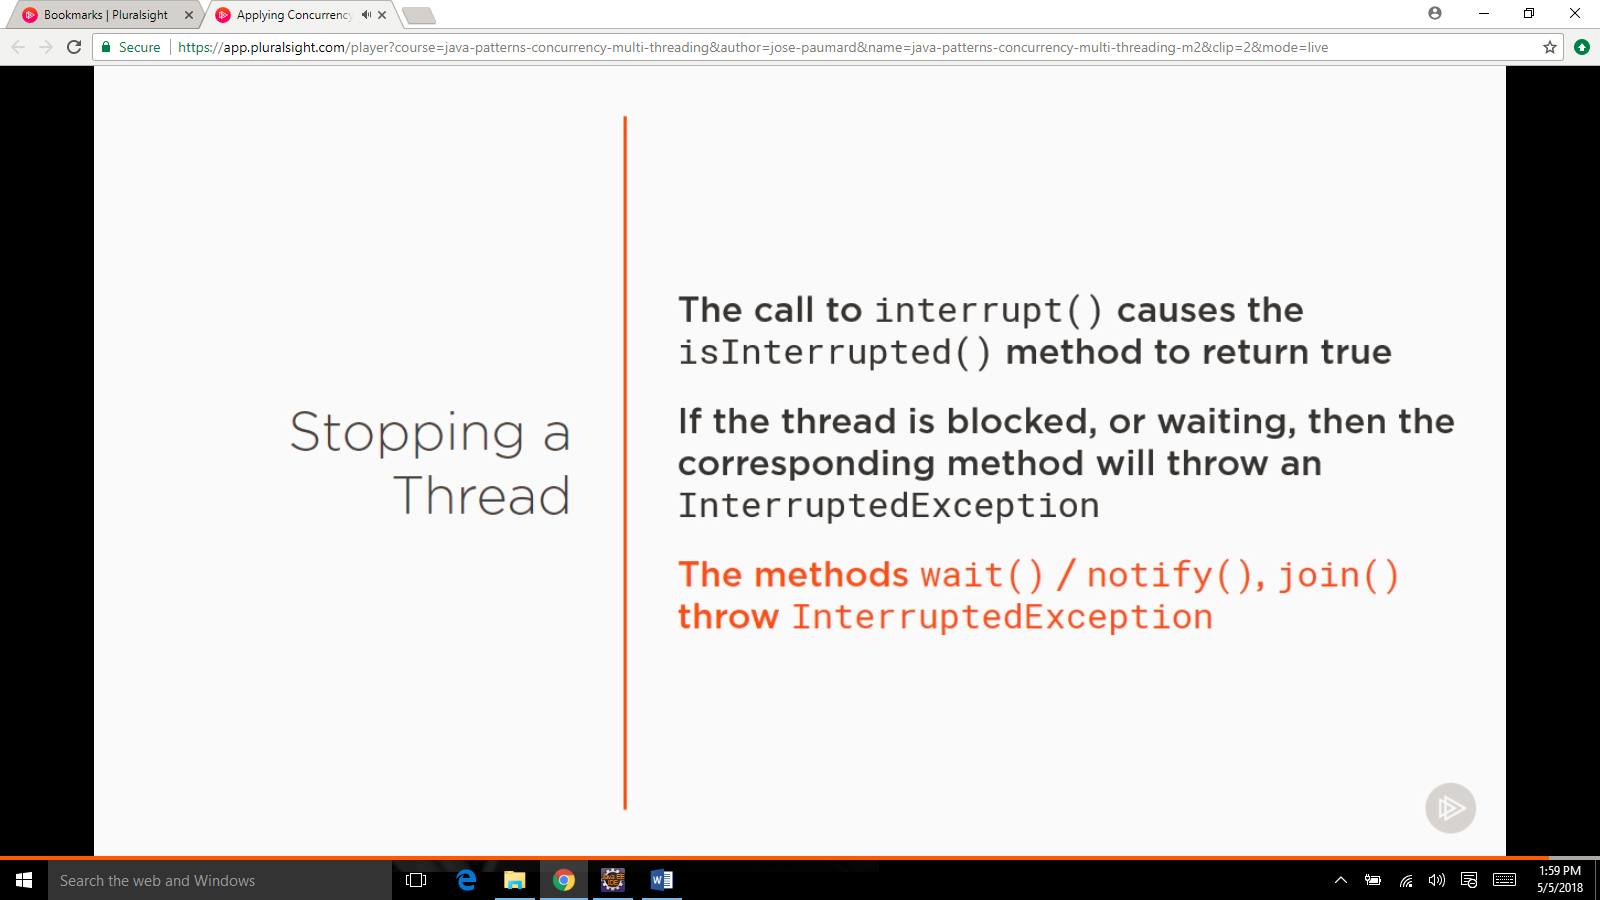 Bookmarks | Pluralsight
Applying Concurrency
Secure
https://app.pluralsight.com/player?course=java-patterns-concurrency-multi-threading&author=jose-paumard&name=java-patterns-concurrency-multi-threading-m2&clip=2&mode=live
Stopping a
Thread
The call to interrupt() causes the
isInterrupted() method to return true
If the thread is blocked, or waiting, then the
corresponding method will throw an
InterruptedException
The methods wait() / notify(), join()
throw InterruptedException
Search the web and Windows
Java EE
IDE
1:59 PM
5/5/2018